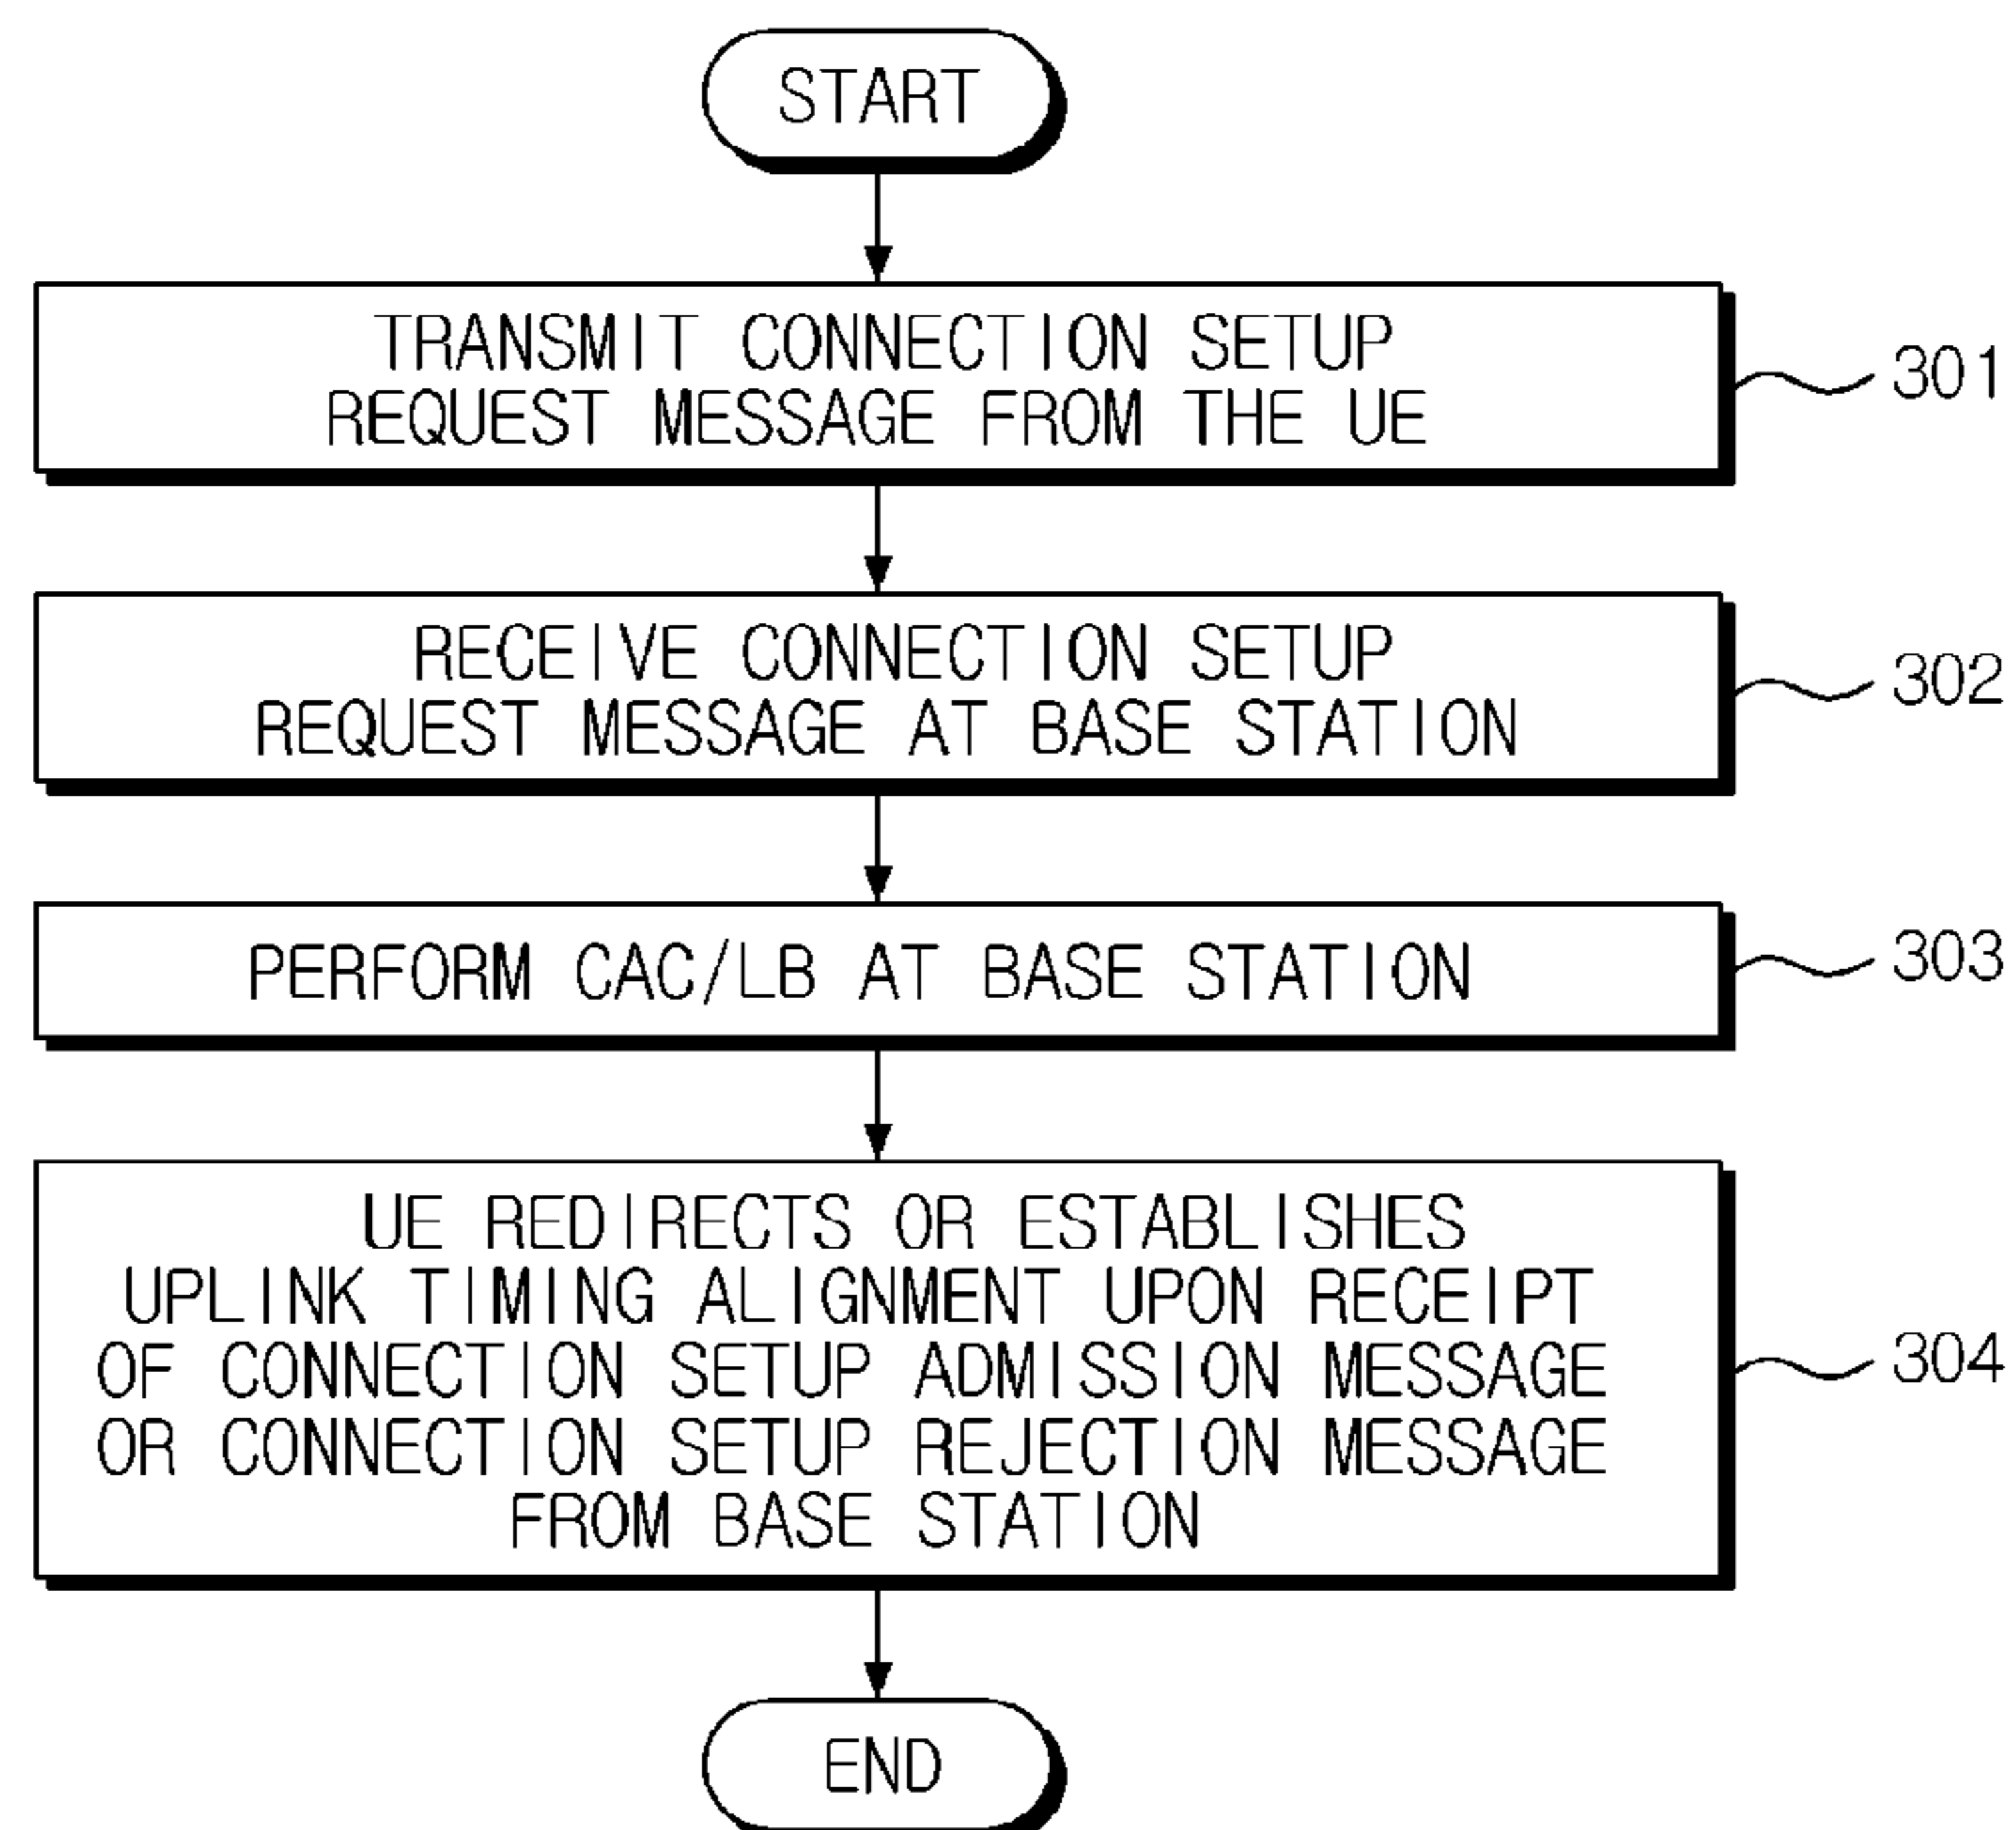 START
TRANSMIT CONNECTION SETUP
REQUEST MESSAGE FROM THE UE
301
RECEIVE CONNECTION SETUP
REQUEST MESSAGE AT BASE STATION
302
PERFORM CAC/LB AT BASE STATION
303
UE REDIRECTS OR ESTABLISHES
UPLINK TIMING ALIGNMENT UPON RECEIPT
OF CONNECTION SETUP ADMISSION MESSAGE
OR CONNECTION SETUP REJECTION MESSAGE
FROM BASE STATION
304
END